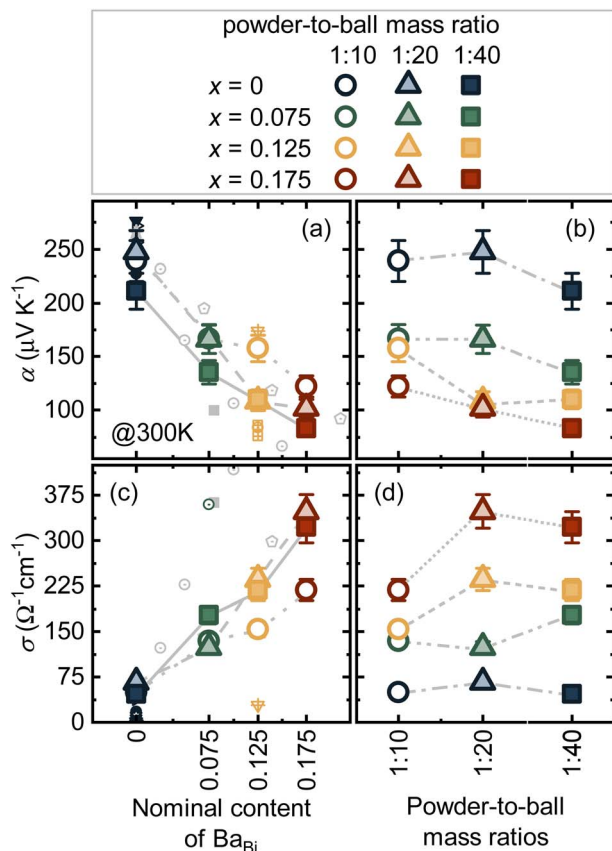 powder-to-ball mass ratio
1:10 1:20 1:40
x = 0
x = 0.075
x = 0.125
x = 0.175
(a) (b)
250
200
150
100
α (μV K⁻¹)
@300K
(c) (d)
375
300
225
150
75
0
σ (Ω⁻¹cm⁻¹)
0 0.075 0.125 0.175 1:10 1:20 1:40
Nominal content
of Ba_Bi
Powder-to-ball
mass ratios